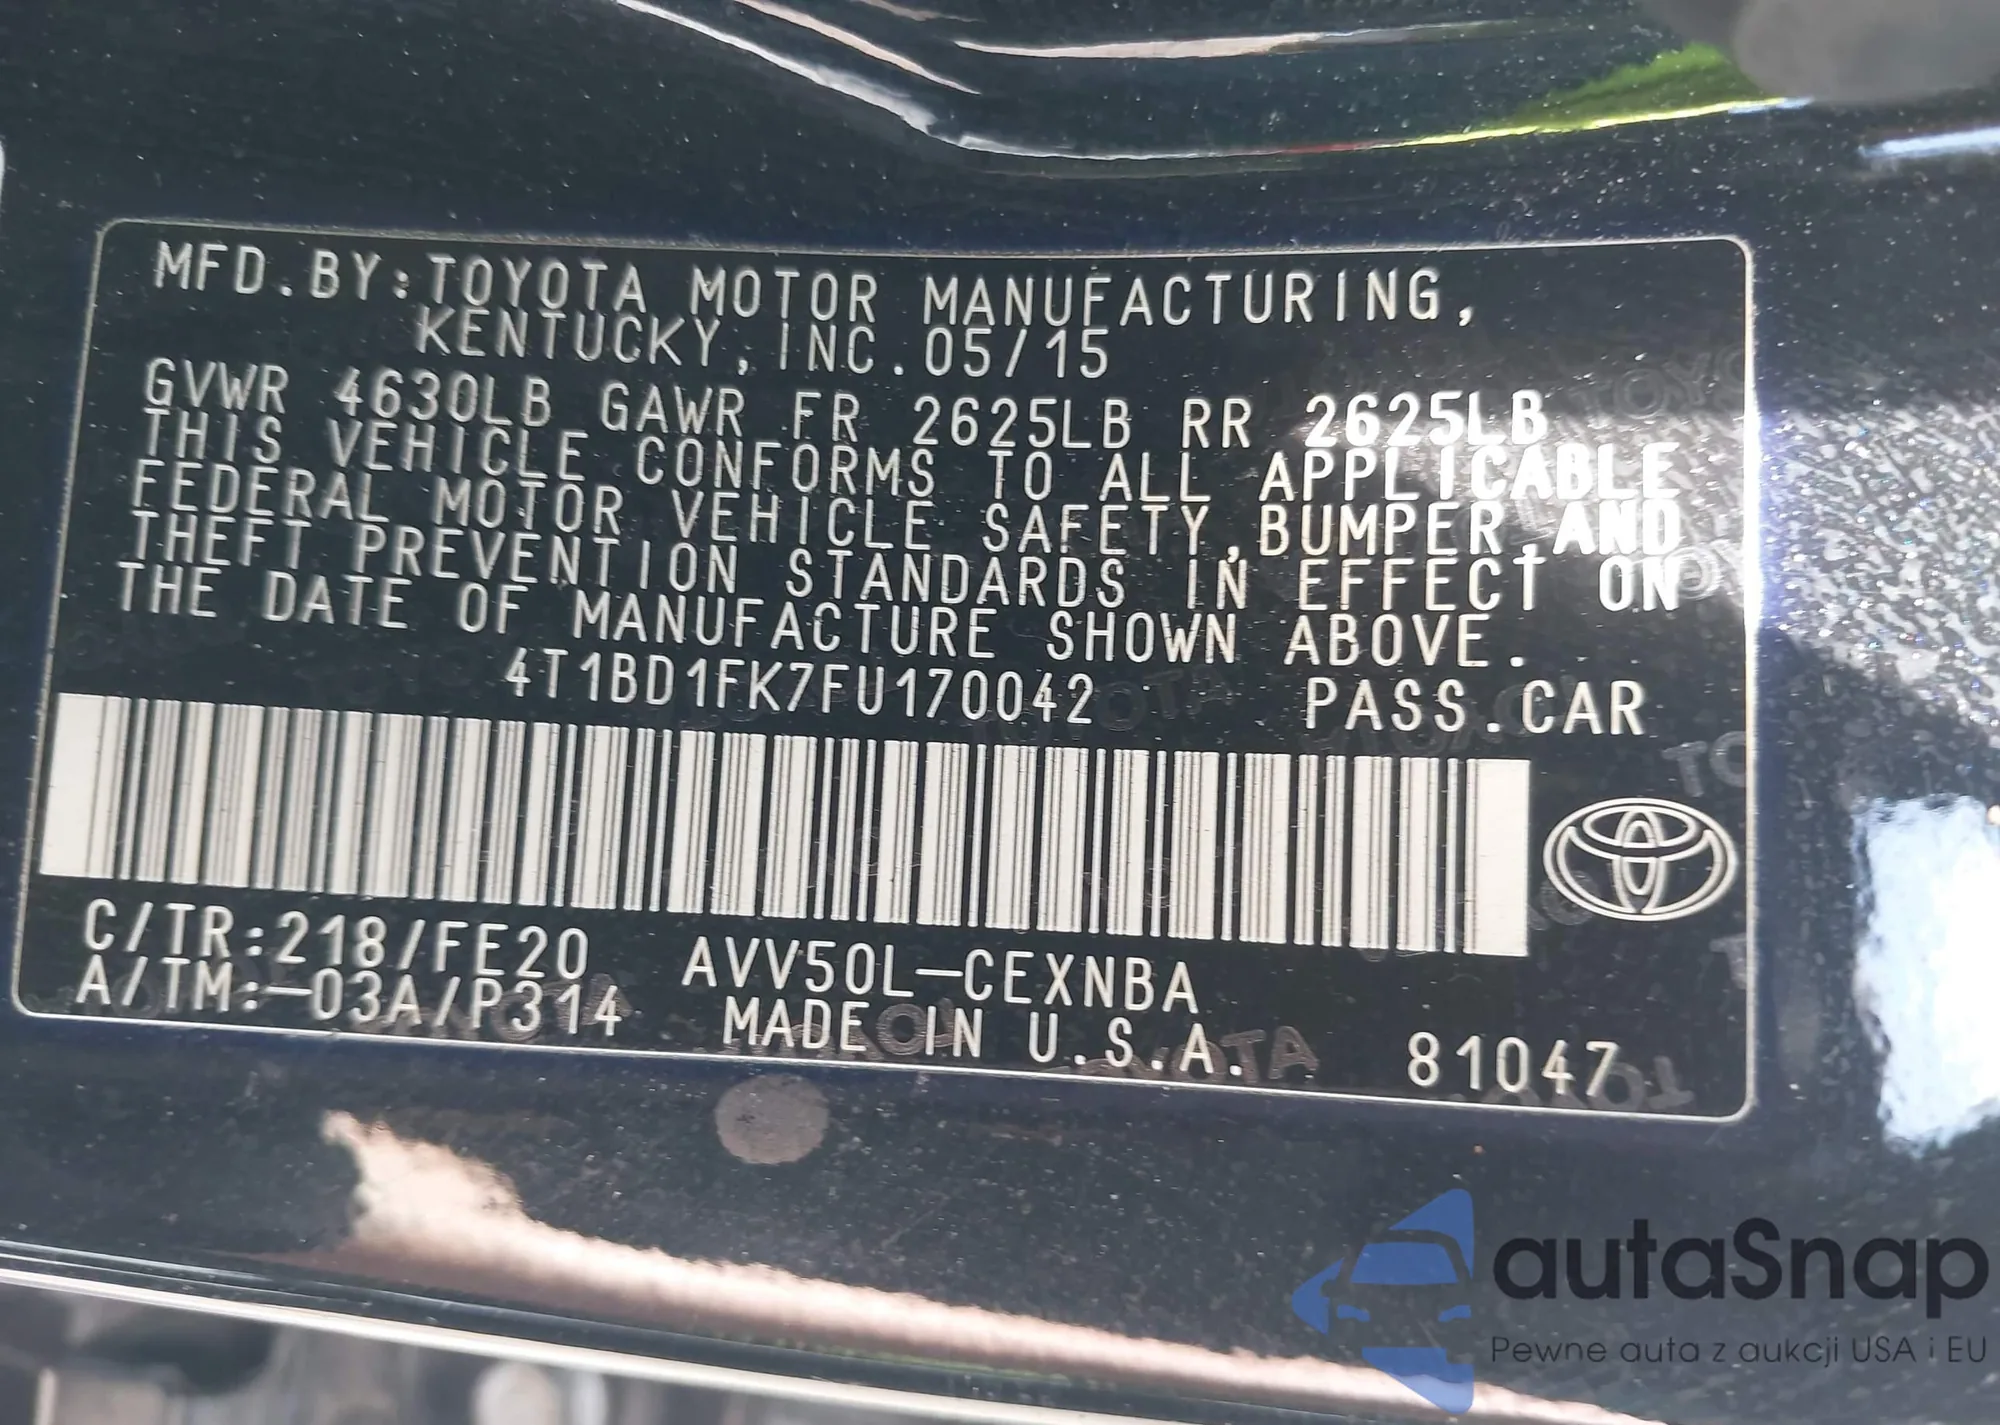 MFD.BY:TOYOTA MOTOR MANUFACTURING,
KENTUCKY, INC. 05/15
GVWR 4630LB GAWR FR 2625LB RR 2625LB
THIS VEHICLE CONFORMS TO ALL APPLICABLE
FEDERAL MOTOR VEHICLE SAFETY, BUMPER, AND
THEFT PREVENTION STANDARDS IN EFFECT ON
THE DATE OF MANUFACTURE SHOWN ABOVE.
4T1BD1FK7FU170042 PASS.CAR
C/TR:218/FE20 AVV50L-CEXNBA
A/TM:-03A/P314 MADE IN U.S.A. 81047
autaSnap
Pewne auta z aukcji USA i EU